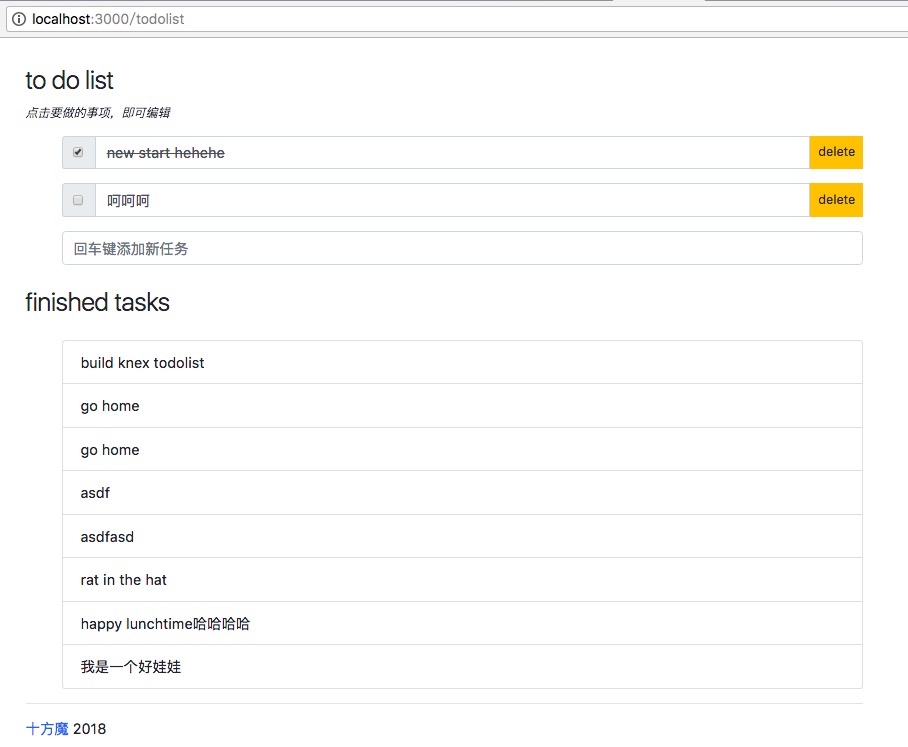 localhost:3000/todolist
to do list
点击要做的事项，即可编辑
new start hehehe
delete
呵呵呵
delete
回车键添加新任务
finished tasks
build knex todolist
go home
go home
asdf
asdfasd
rat in the hat
happy lunchtime哈哈哈哈
我是一个好娃娃
十方魔 2018